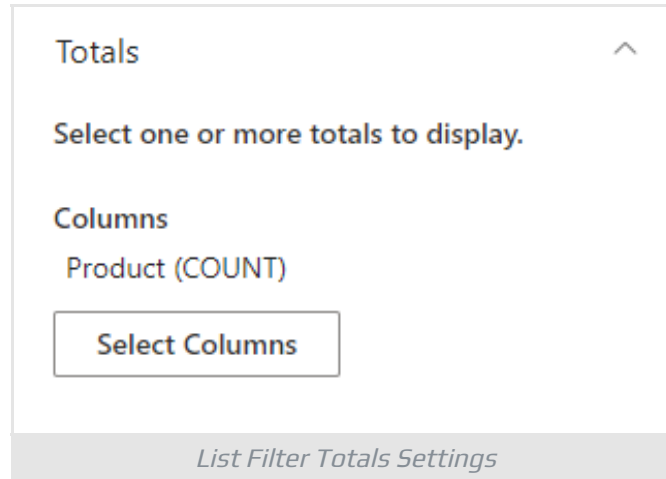 Totals
Select one or more totals to display.
Columns
Product (COUNT)
Select Columns
List Filter Totals Settings